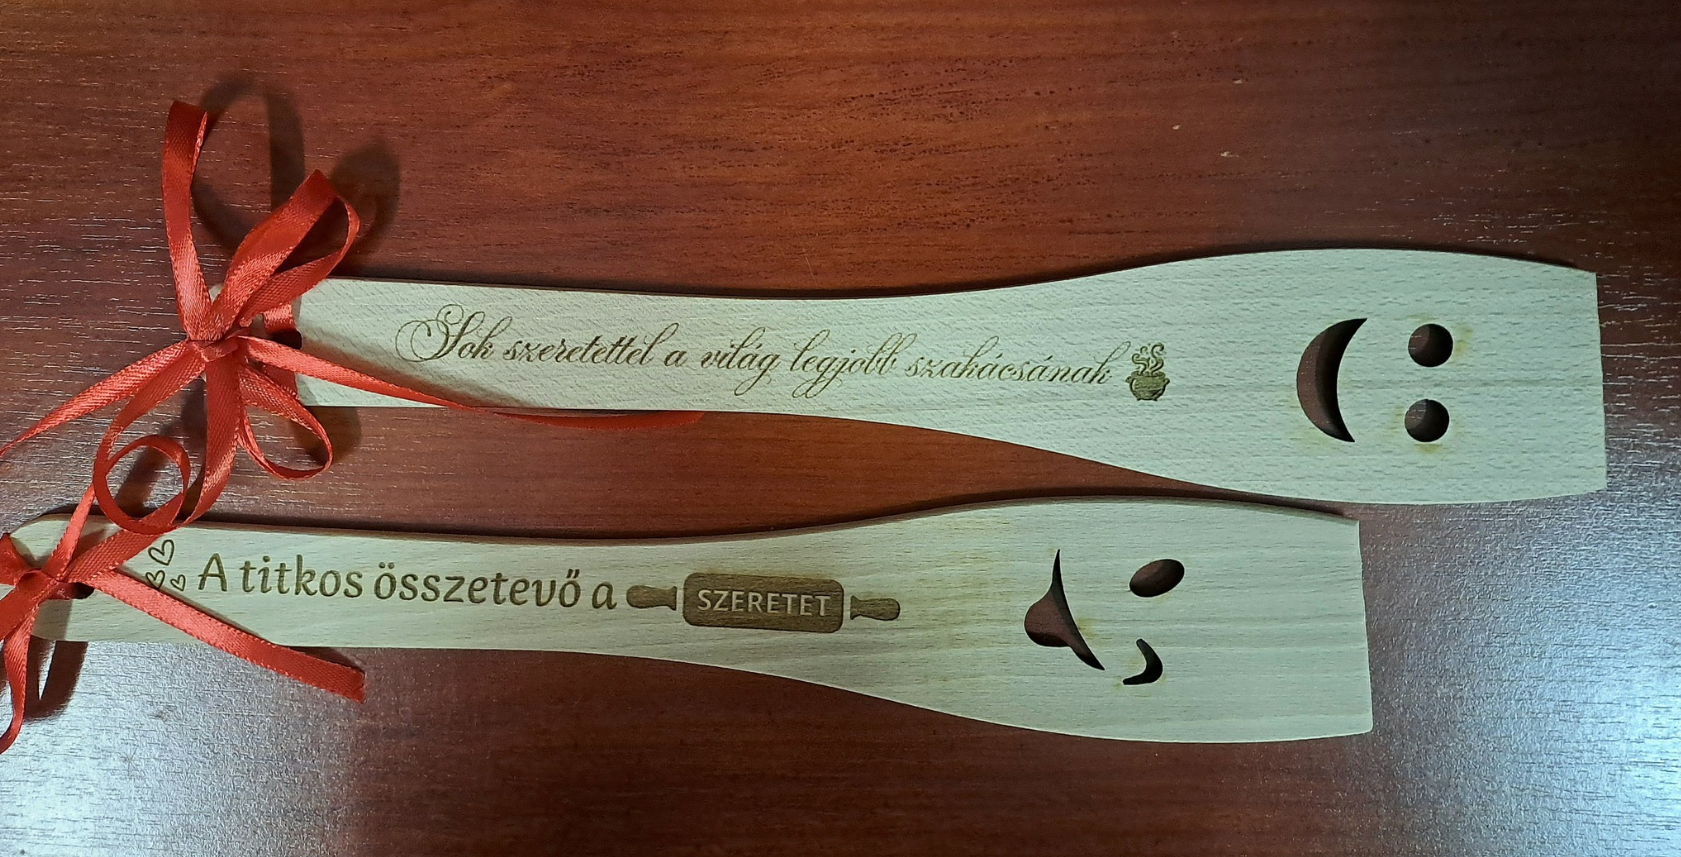 Sok szeretettel a világ legjobb szakácsának
A titkos összetevő a SZERETET